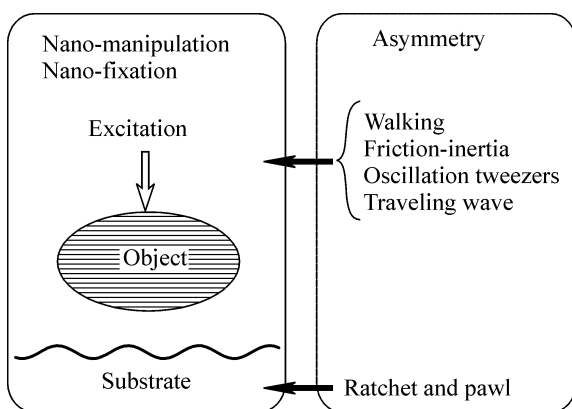 Nano-manipulation
Nano-fixation
Excitation
Object
Substrate
Asymmetry
Walking
Friction-inertia
Oscillation tweezers
Traveling wave
Ratchet and pawl